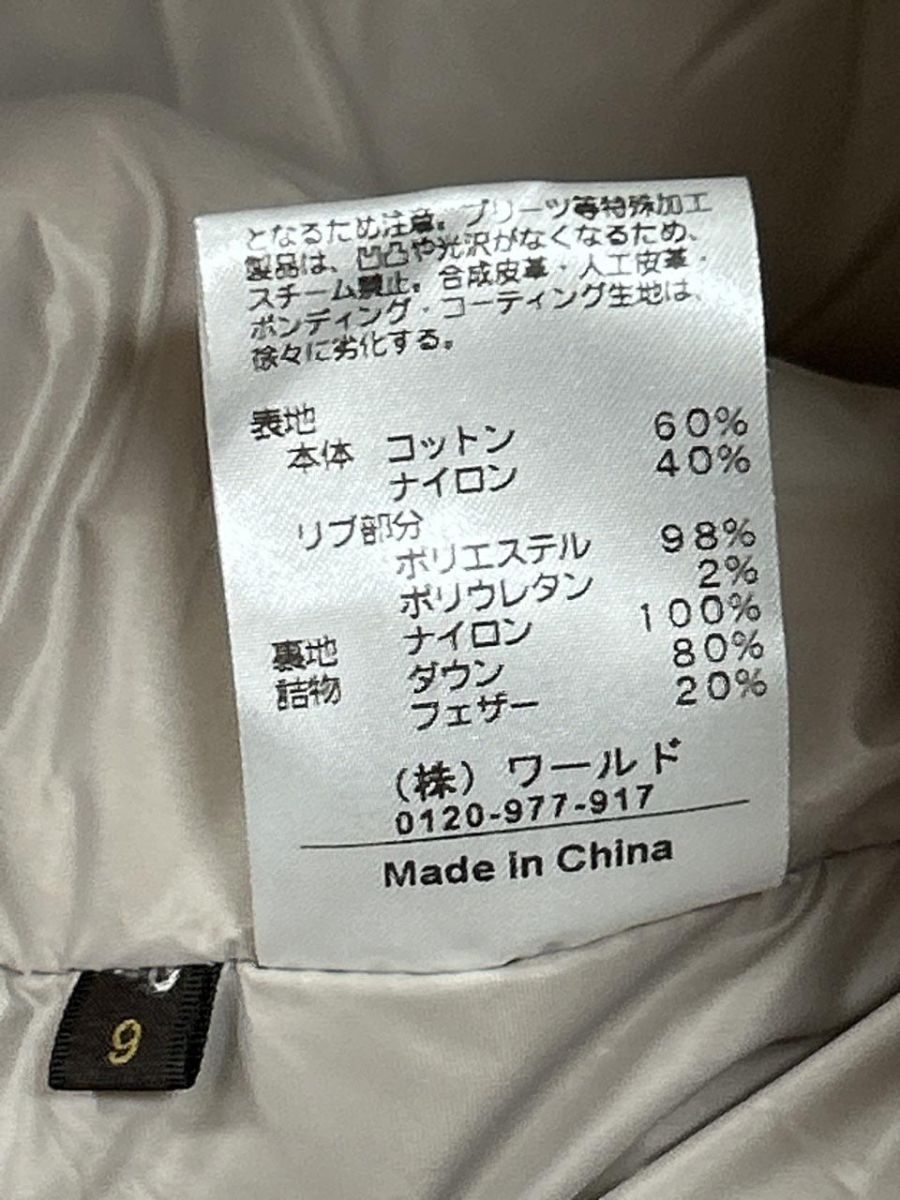 となるため注意。プリーツ等特殊加工
製品は、凹凸や光沢がなくなるため、
スチーム禁止。合成皮革・人工皮革・
ボンディング・コーティング生地は、
徐々に劣化する。
表地
本体 コットン 60%
ナイロン 40%
リブ部分
ポリエステル 98%
ポリウレタン 2%
裏地 ナイロン 100%
詰物 ダウン 80%
フェザー 20%
(株) ワールド
0120-977-917
Made in China
9